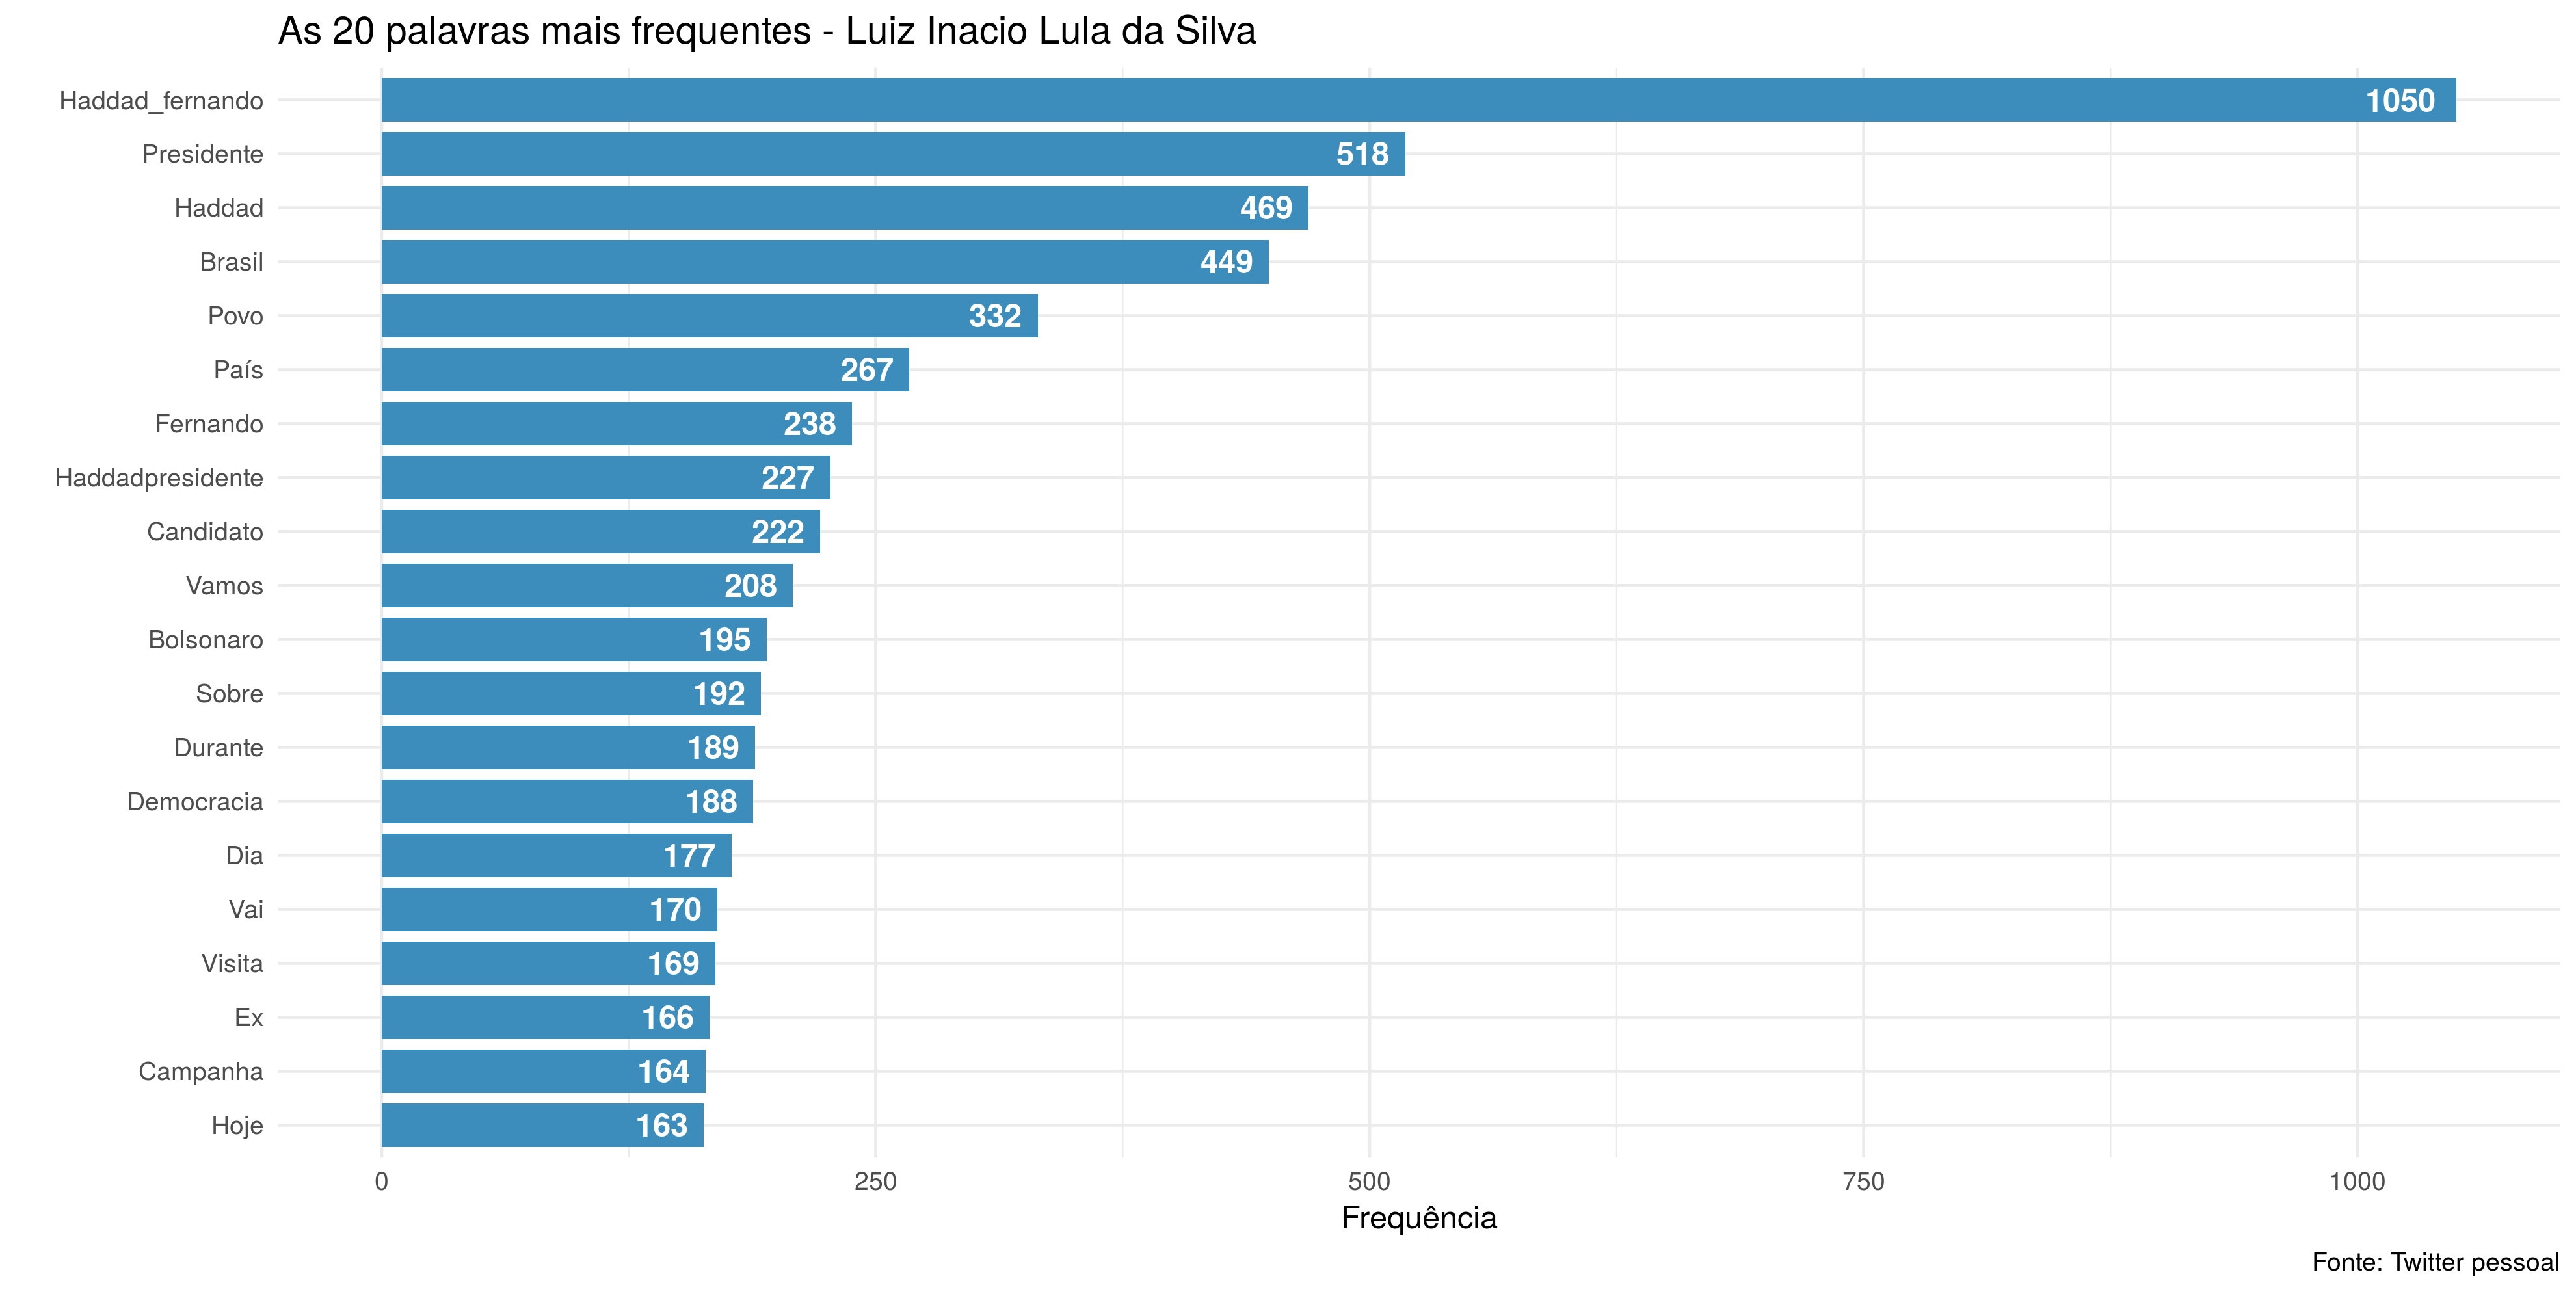 As 20 palavras mais frequentes - Luiz Inacio Lula da Silva
Haddad_fernando 1050
Presidente 518
Haddad 469
Brasil 449
Povo 332
País 267
Fernando 238
Haddadpresidente 227
Candidato 222
Vamos 208
Bolsonaro 195
Sobre 192
Durante 189
Democracia 188
Dia 177
Vai 170
Visita 169
Ex 166
Campanha 164
Hoje 163
0 250 500 750 1000
Frequência
Fonte: Twitter pessoal